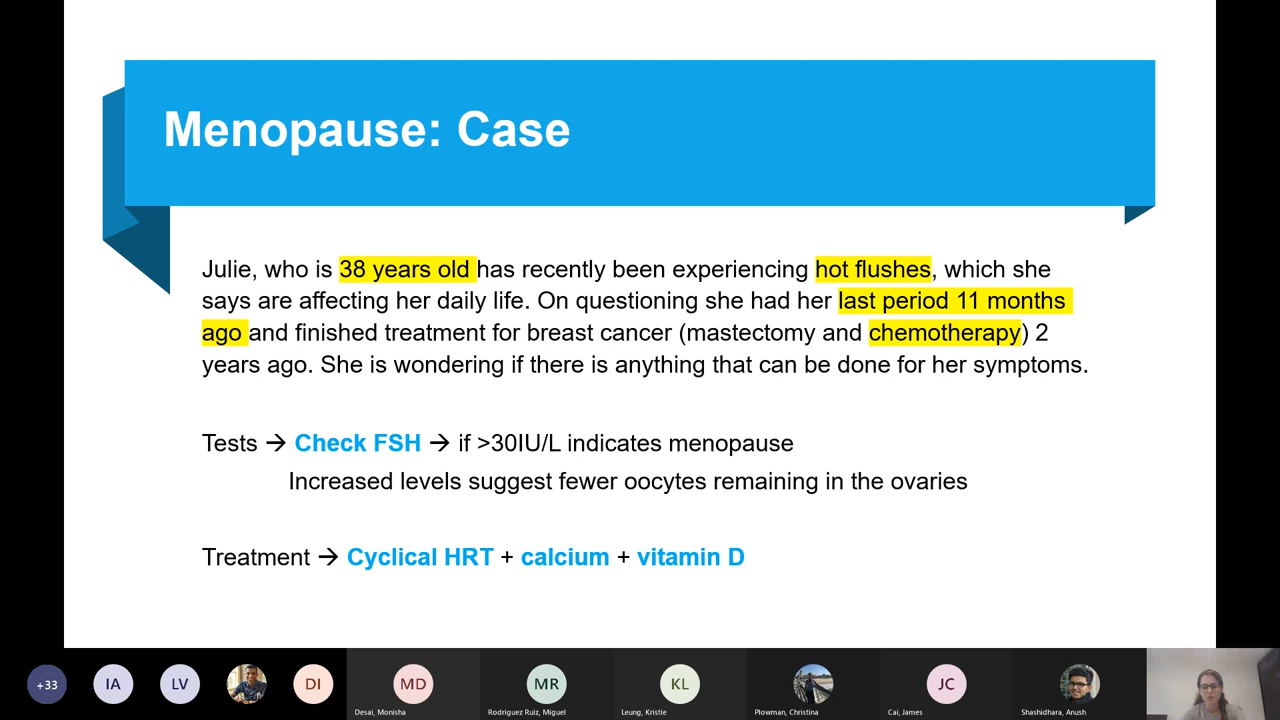 Menopause: Case
Julie, who is 38 years old has recently been experiencing hot flushes, which she
says are affecting her daily life. On questioning she had her last period 11 months
ago and finished treatment for breast cancer (mastectomy and chemotherapy) 2
years ago. She is wondering if there is anything that can be done for her symptoms.
Tests → Check FSH → if >30IU/L indicates menopause
Increased levels suggest fewer oocytes remaining in the ovaries
Treatment → Cyclical HRT + calcium + vitamin D
+33 IA LV DI MD MR KL JC
Desai, Monisha Rodriguez Ruiz, Miguel Leung, Kristie Plowman, Christina Cai, James Shashidhara, Anush